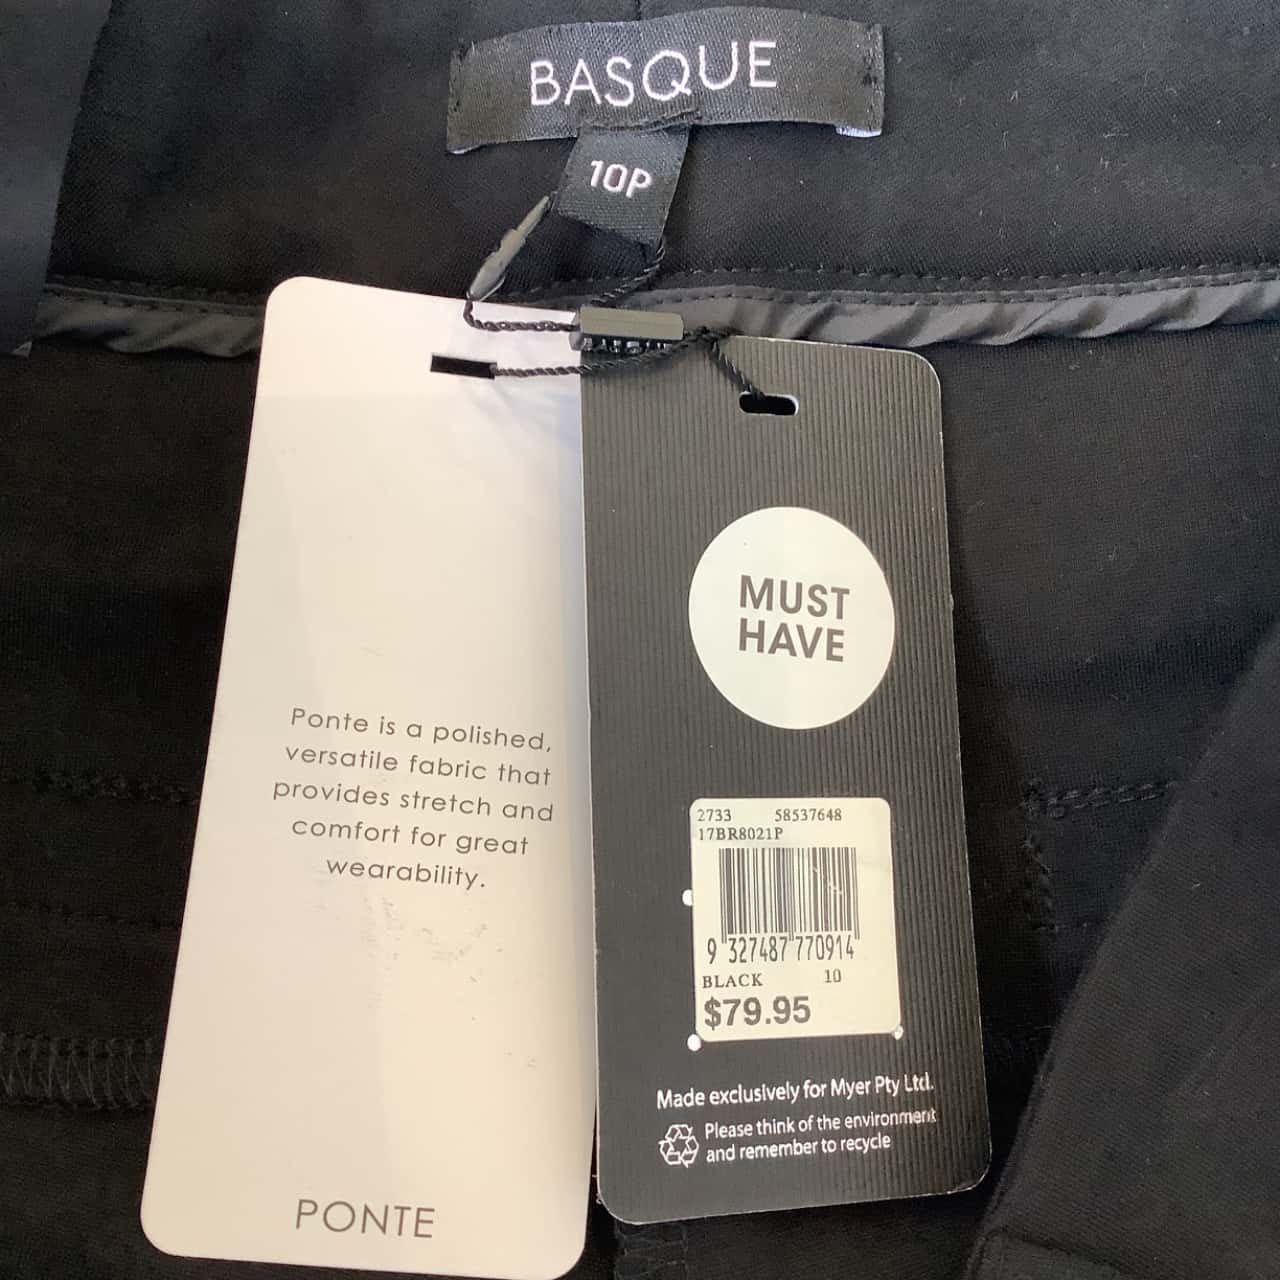 BASQUE
10P
Ponte is a polished,
versatile fabric that
provides stretch and
comfort for great
wearability.
PONTE
MUST
HAVE
2733 58537648
17BR8021P
9 327487 770914
BLACK 10
$79.95
Made exclusively for Myer Pty Ltd.
Please think of the environment
and remember to recycle